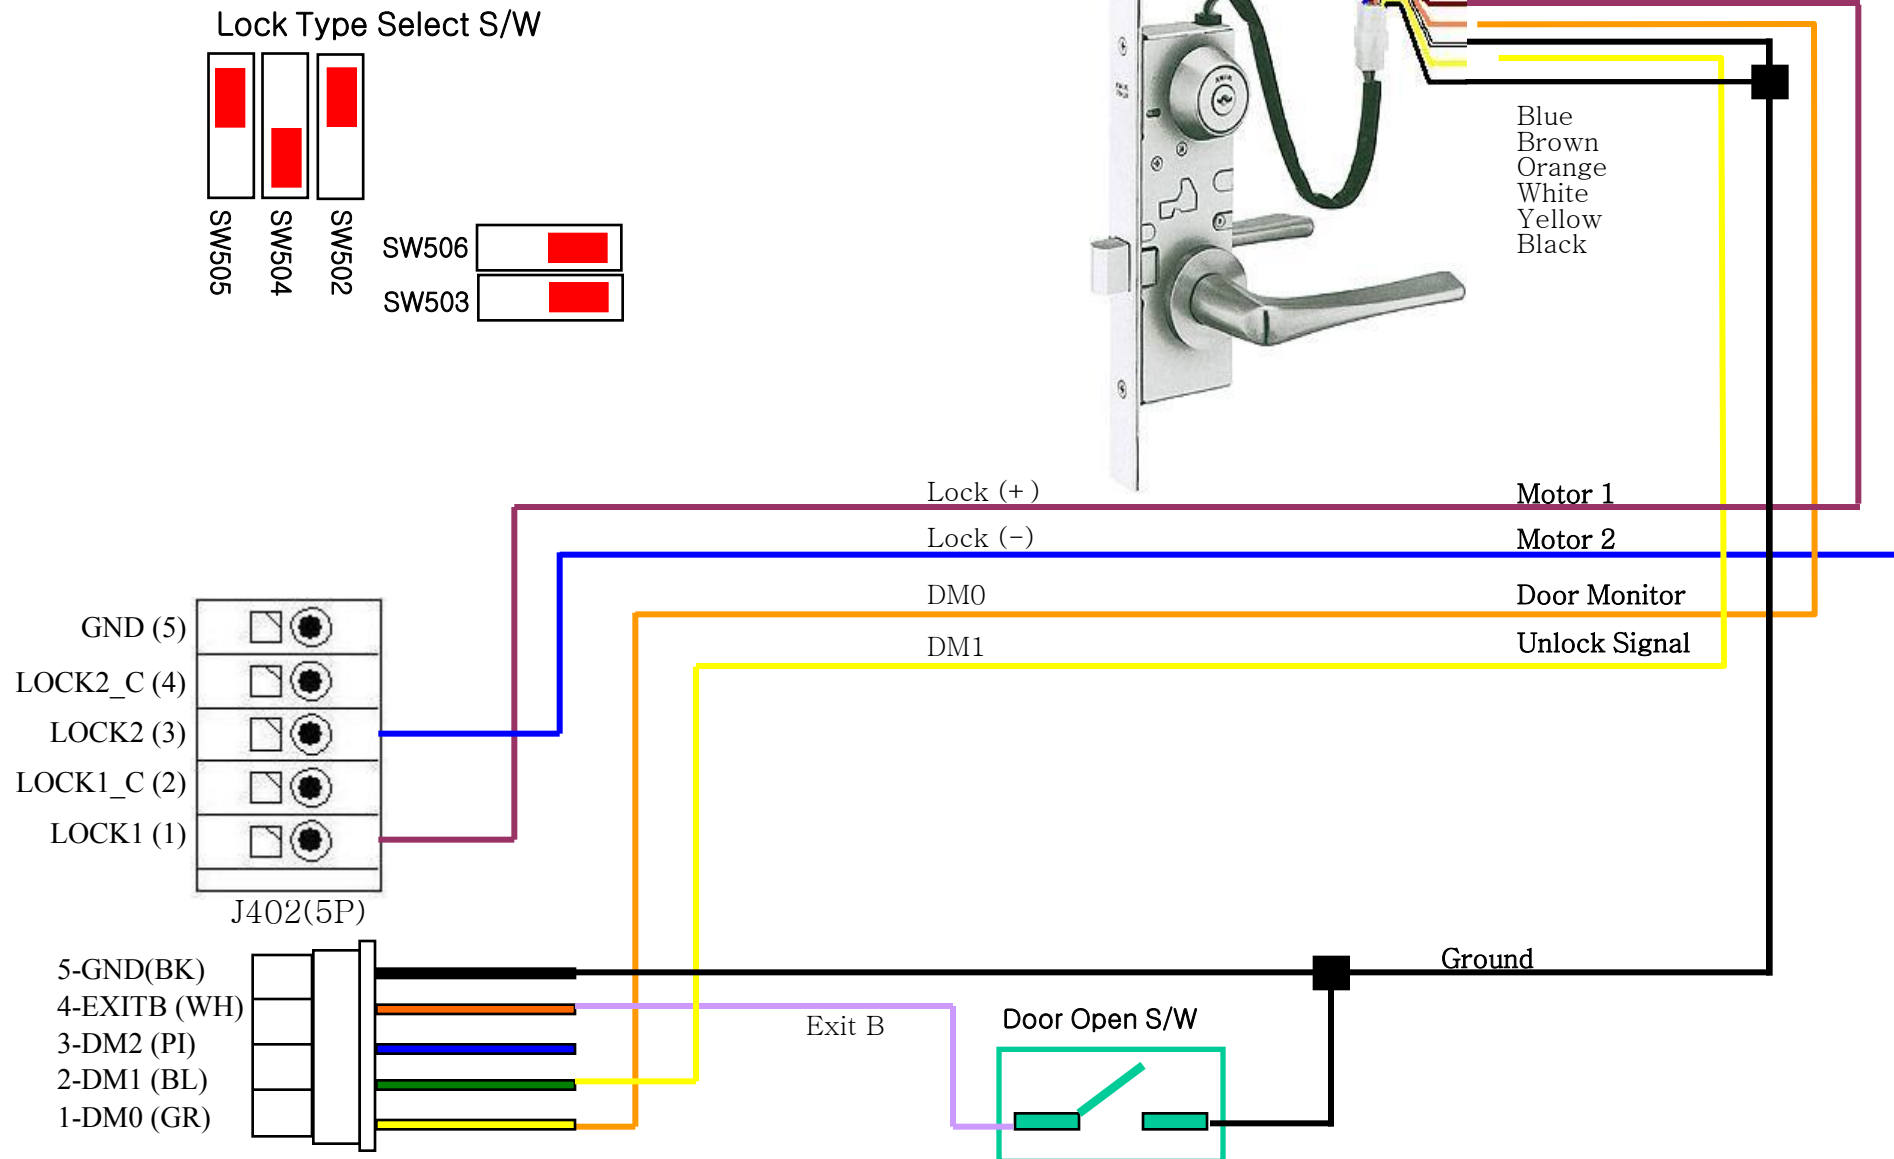 Lock Type Select S/W
SW505
SW504
SW502
SW506
SW503
Blue
Brown
Orange
White
Yellow
Black
Lock (+)
Motor 1
Lock (-)
Motor 2
DM0
Door Monitor
DM1
Unlock Signal
GND (5)
LOCK2_C (4)
LOCK2 (3)
LOCK1_C (2)
LOCK1 (1)
J402(5P)
5-GND(BK)
4-EXITB (WH)
3-DM2 (PI)
2-DM1 (BL)
1-DM0 (GR)
Ground
Exit B
Door Open S/W